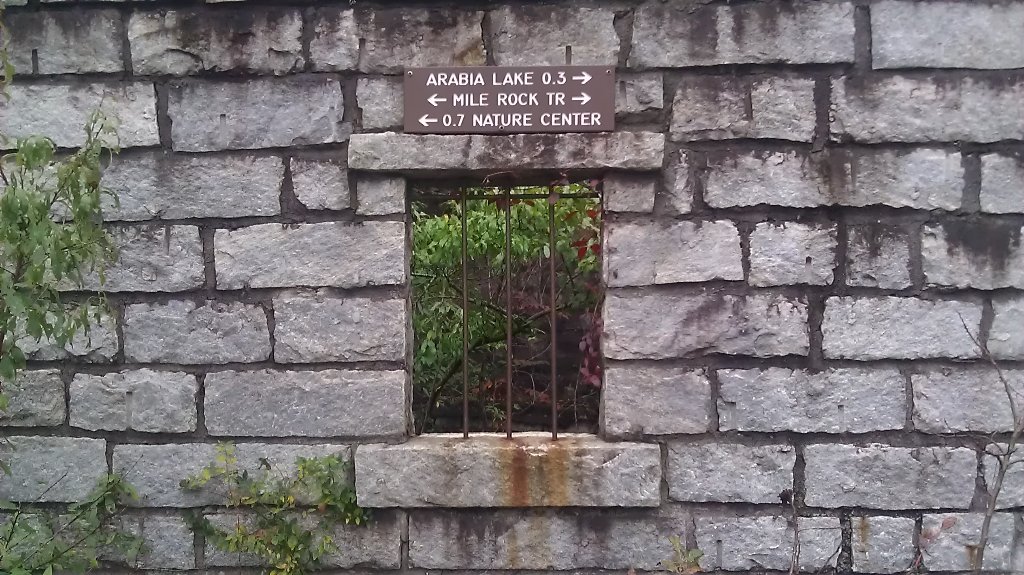 ARABIA LAKE 0.3 →
← MILE ROCK TR →
← 0.7 NATURE CENTER